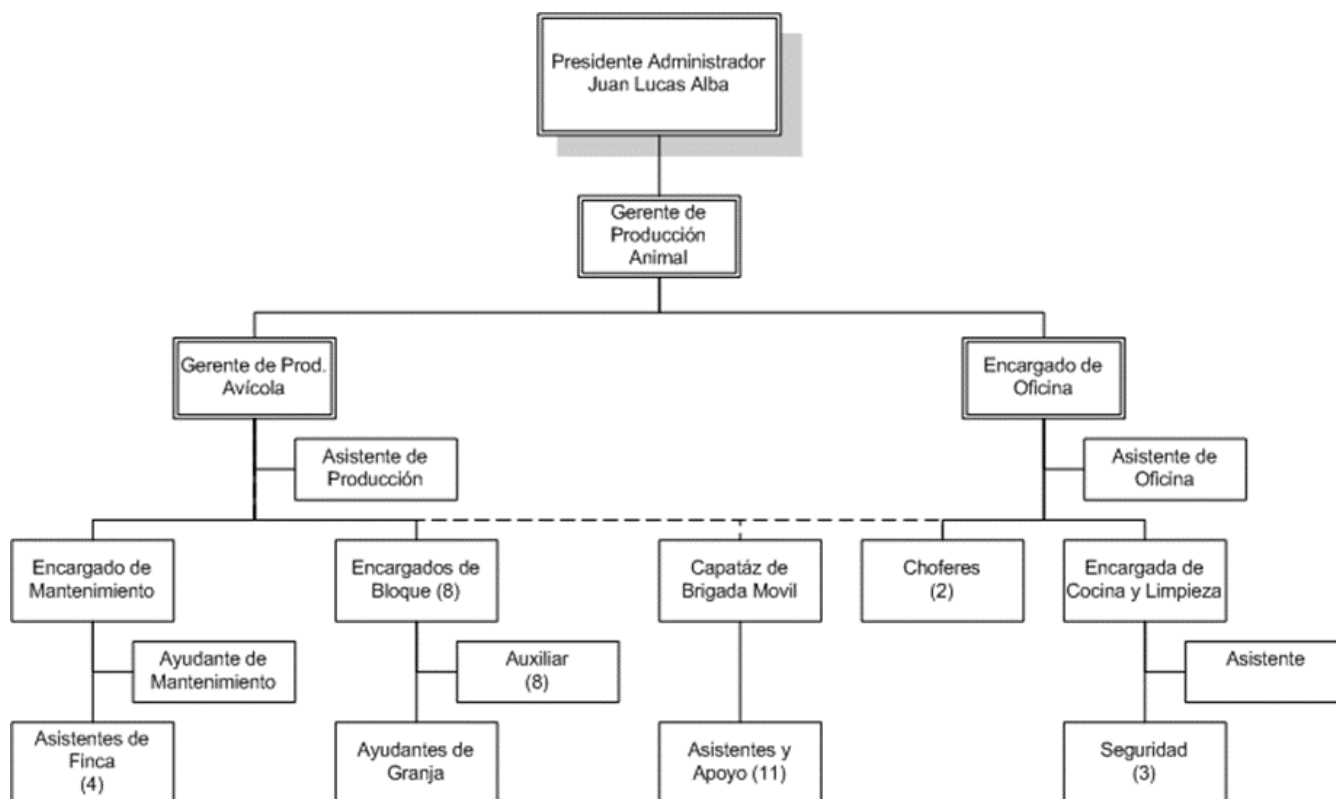 Presidente Administrador
Juan Lucas Alba
Gerente de
Producción
Animal
Gerente de Prod.
Avícola
Encargado de
Oficina
Asistente de
Producción
Asistente de
Oficina
Encargado de
Mantenimiento
Encargados de
Bloque (8)
Capatáz de
Brigada Movil
Choferes
(2)
Encargada de
Cocina y Limpieza
Ayudante de
Mantenimiento
Auxiliar
(8)
Asistente
Asistentes de
Finca
(4)
Ayudantes de
Granja
Asistentes y
Apoyo (11)
Seguridad
(3)